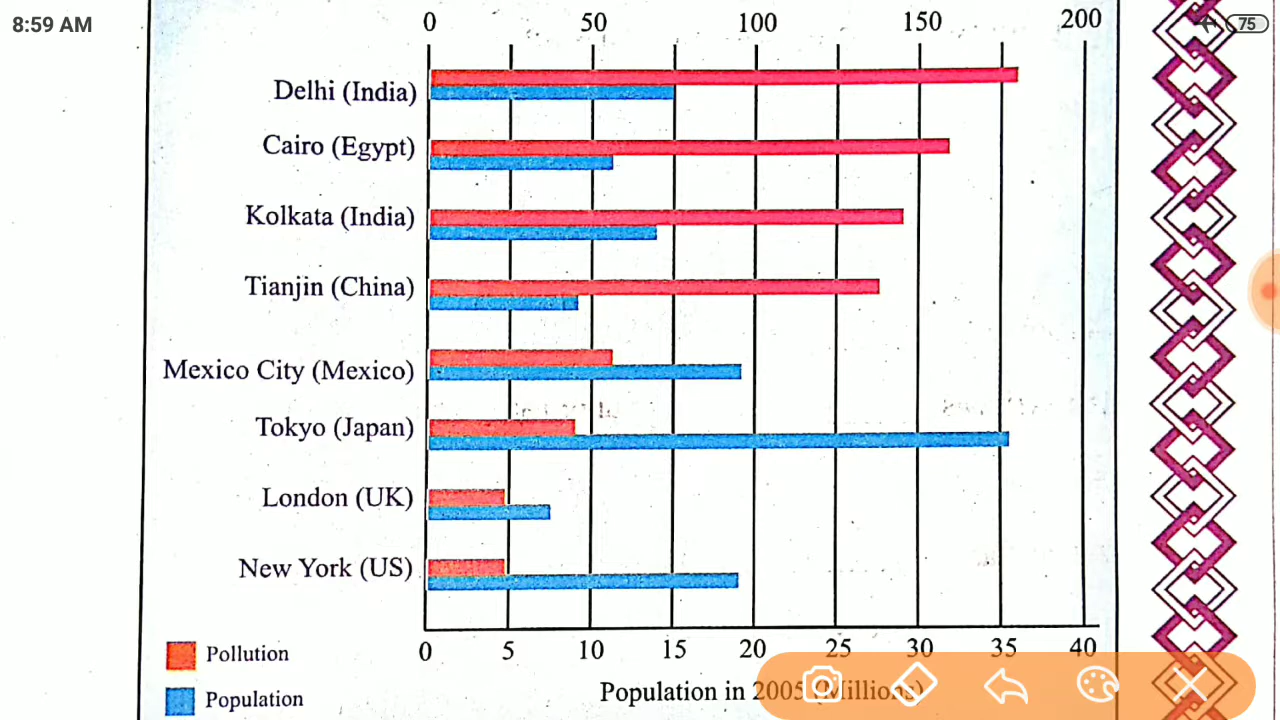 8:59 AM
75
0 50 100 150 200
Delhi (India)
Cairo (Egypt)
Kolkata (India)
Tianjin (China)
Mexico City (Mexico)
Tokyo (Japan)
London (UK)
New York (US)
0 5 10 15 20 25 30 35 40
Pollution
Population
Population in 2005 (Millions)